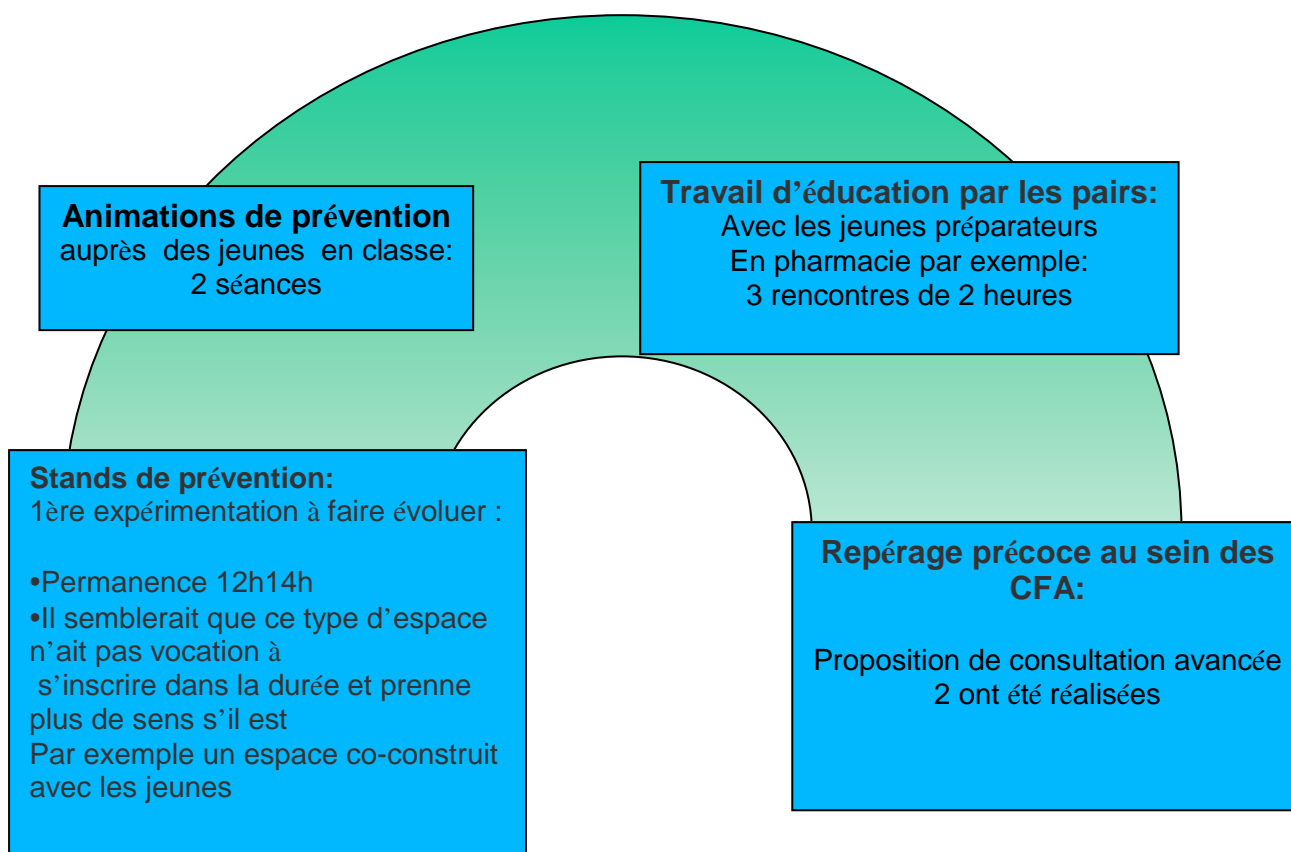 Animations de prévention
auprès des jeunes en classe:
2 séances
Travail d’éducation par les pairs:
Avec les jeunes préparateurs
En pharmacie par exemple:
3 rencontres de 2 heures
Stands de prévention:
1ère expérimentation à faire évoluer :
•Permanence 12h14h
•Il semblerait que ce type d’espace
n’ait pas vocation à
s’inscrire dans la durée et prenne
plus de sens s’il est
Par exemple un espace co-construit
avec les jeunes
Repérage précoce au sein des
CFA:
Proposition de consultation avancée
2 ont été réalisées